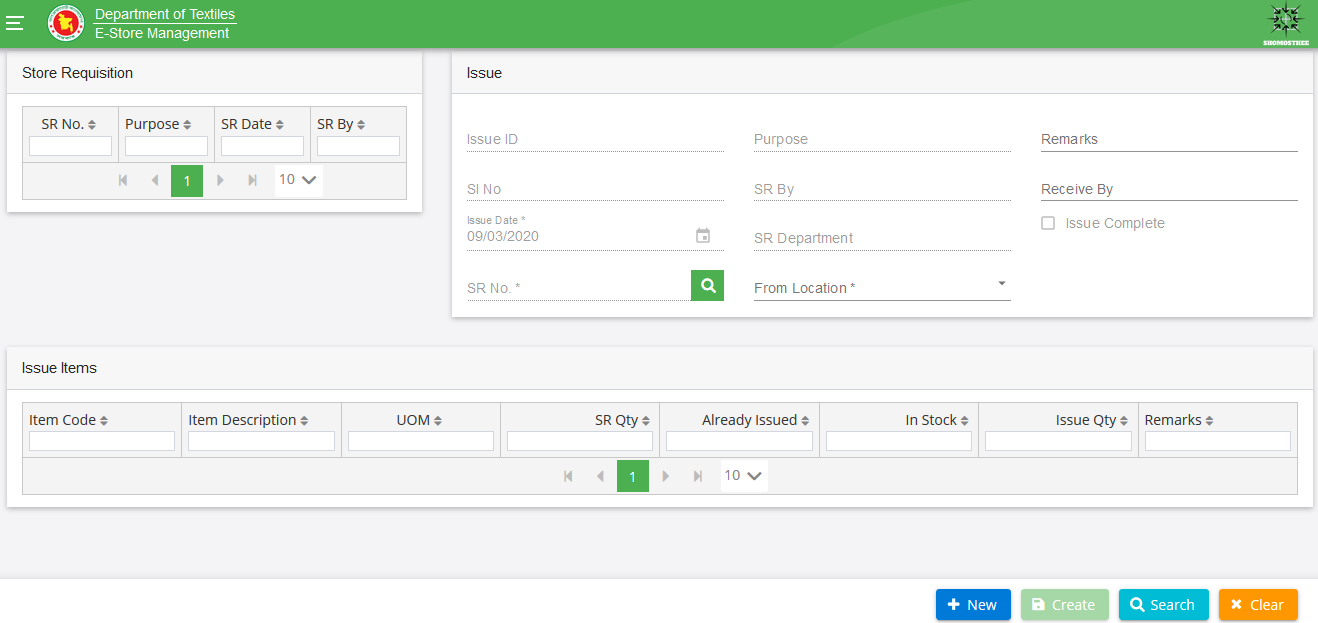 Department of Textiles
E-Store Management
SHOMOSTHEE
Store Requisition
SR No. Purpose SR Date SR By
1 10
Issue
Issue ID Purpose Remarks
SI No SR By Receive By
Issue Date *
09/03/2020 SR Department Issue Complete
SR No. * From Location *
Issue Items
Item Code Item Description UOM SR Qty Already Issued In Stock Issue Qty Remarks
1 10
New Create Search Clear